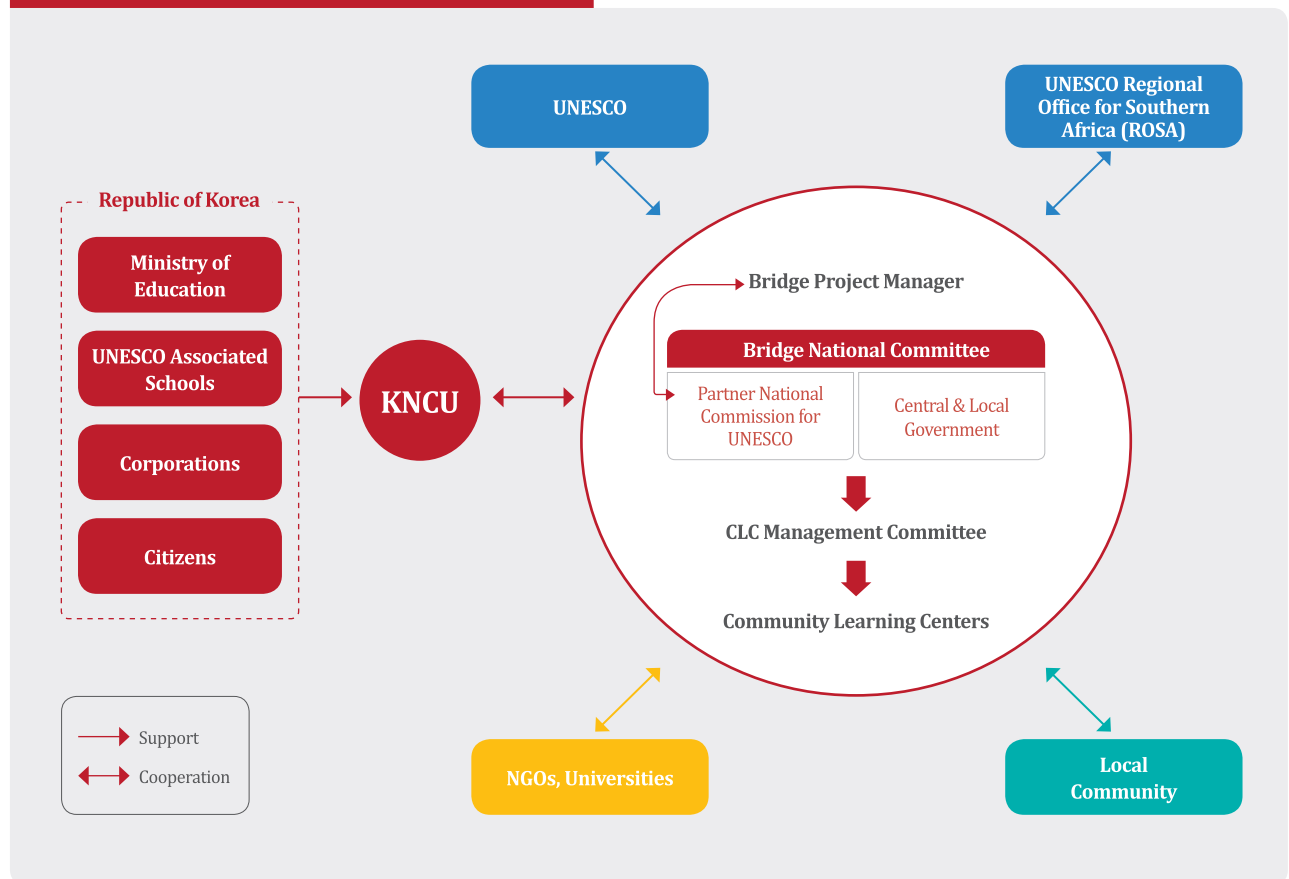 UNESCO
UNESCO Regional
Office for Southern
Africa (ROSA)
Republic of Korea
Ministry of
Education
UNESCO Associated
Schools
Corporations
Citizens
KNCU
Bridge Project Manager
Bridge National Committee
Partner National
Commission for
UNESCO
Central & Local
Government
CLC Management Committee
Community Learning Centers
Support
Cooperation
NGOs, Universities
Local
Community